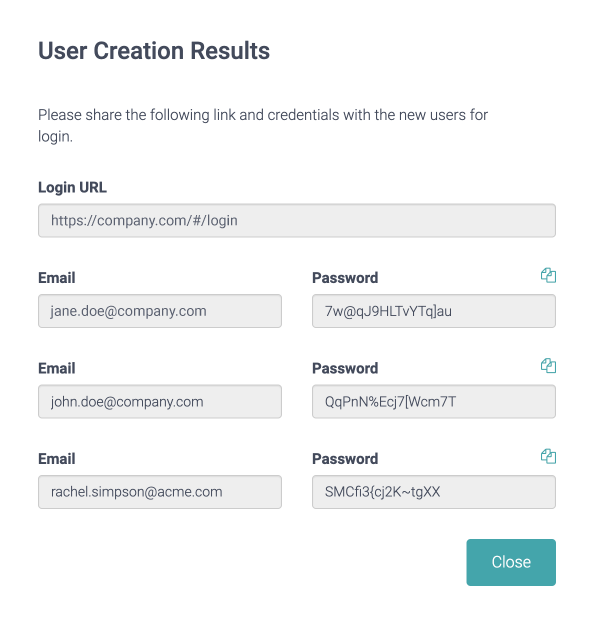 User Creation Results
Please share the following link and credentials with the new users for
login.
Login URL
https://company.com/#/login
Email Password
jane.doe@company.com 7w@qJ9HLTvYTq]au
Email Password
john.doe@company.com QqPnN%Ecj7[Wcm7T
Email Password
rachel.simpson@acme.com SMCfi3{cj2K~tgXX
Close